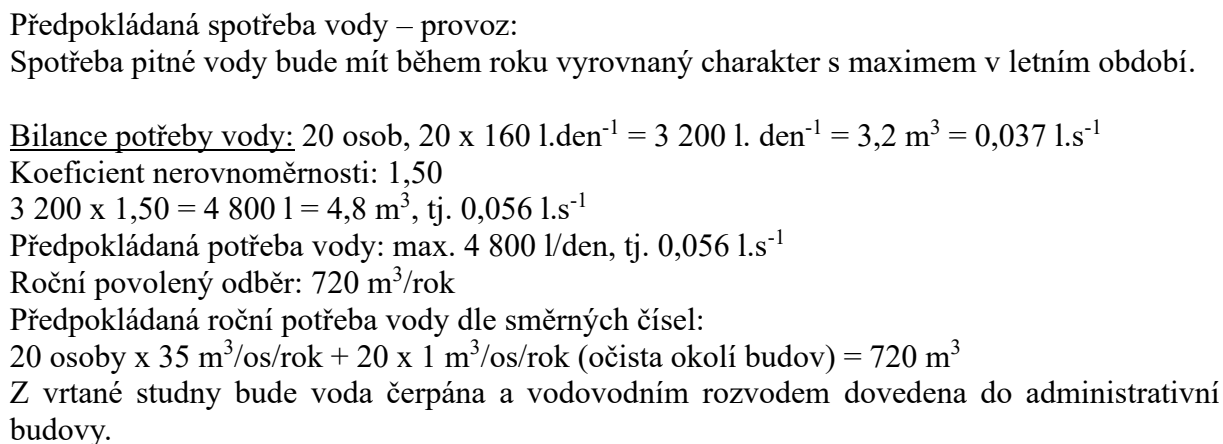 Předpokládaná spotřeba vody – provoz:
Spotřeba pitné vody bude mít během roku vyrovnaný charakter s maximem v letním období.
Bilance potřeby vody: 20 osob, 20 x 160 l.den⁻¹ = 3 200 l. den⁻¹ = 3,2 m³ = 0,037 l.s⁻¹
Koeficient nerovnoměrnosti: 1,50
3 200 x 1,50 = 4 800 l = 4,8 m³, tj. 0,056 l.s⁻¹
Předpokládaná potřeba vody: max. 4 800 l/den, tj. 0,056 l.s⁻¹
Roční povolený odběr: 720 m³/rok
Předpokládaná roční potřeba vody dle směrných čísel:
20 osoby x 35 m³/os/rok + 20 x 1 m³/os/rok (očista okolí budov) = 720 m³
Z vrtané studny bude voda čerpána a vodovodním rozvodem dovedena do administrativní
budovy.